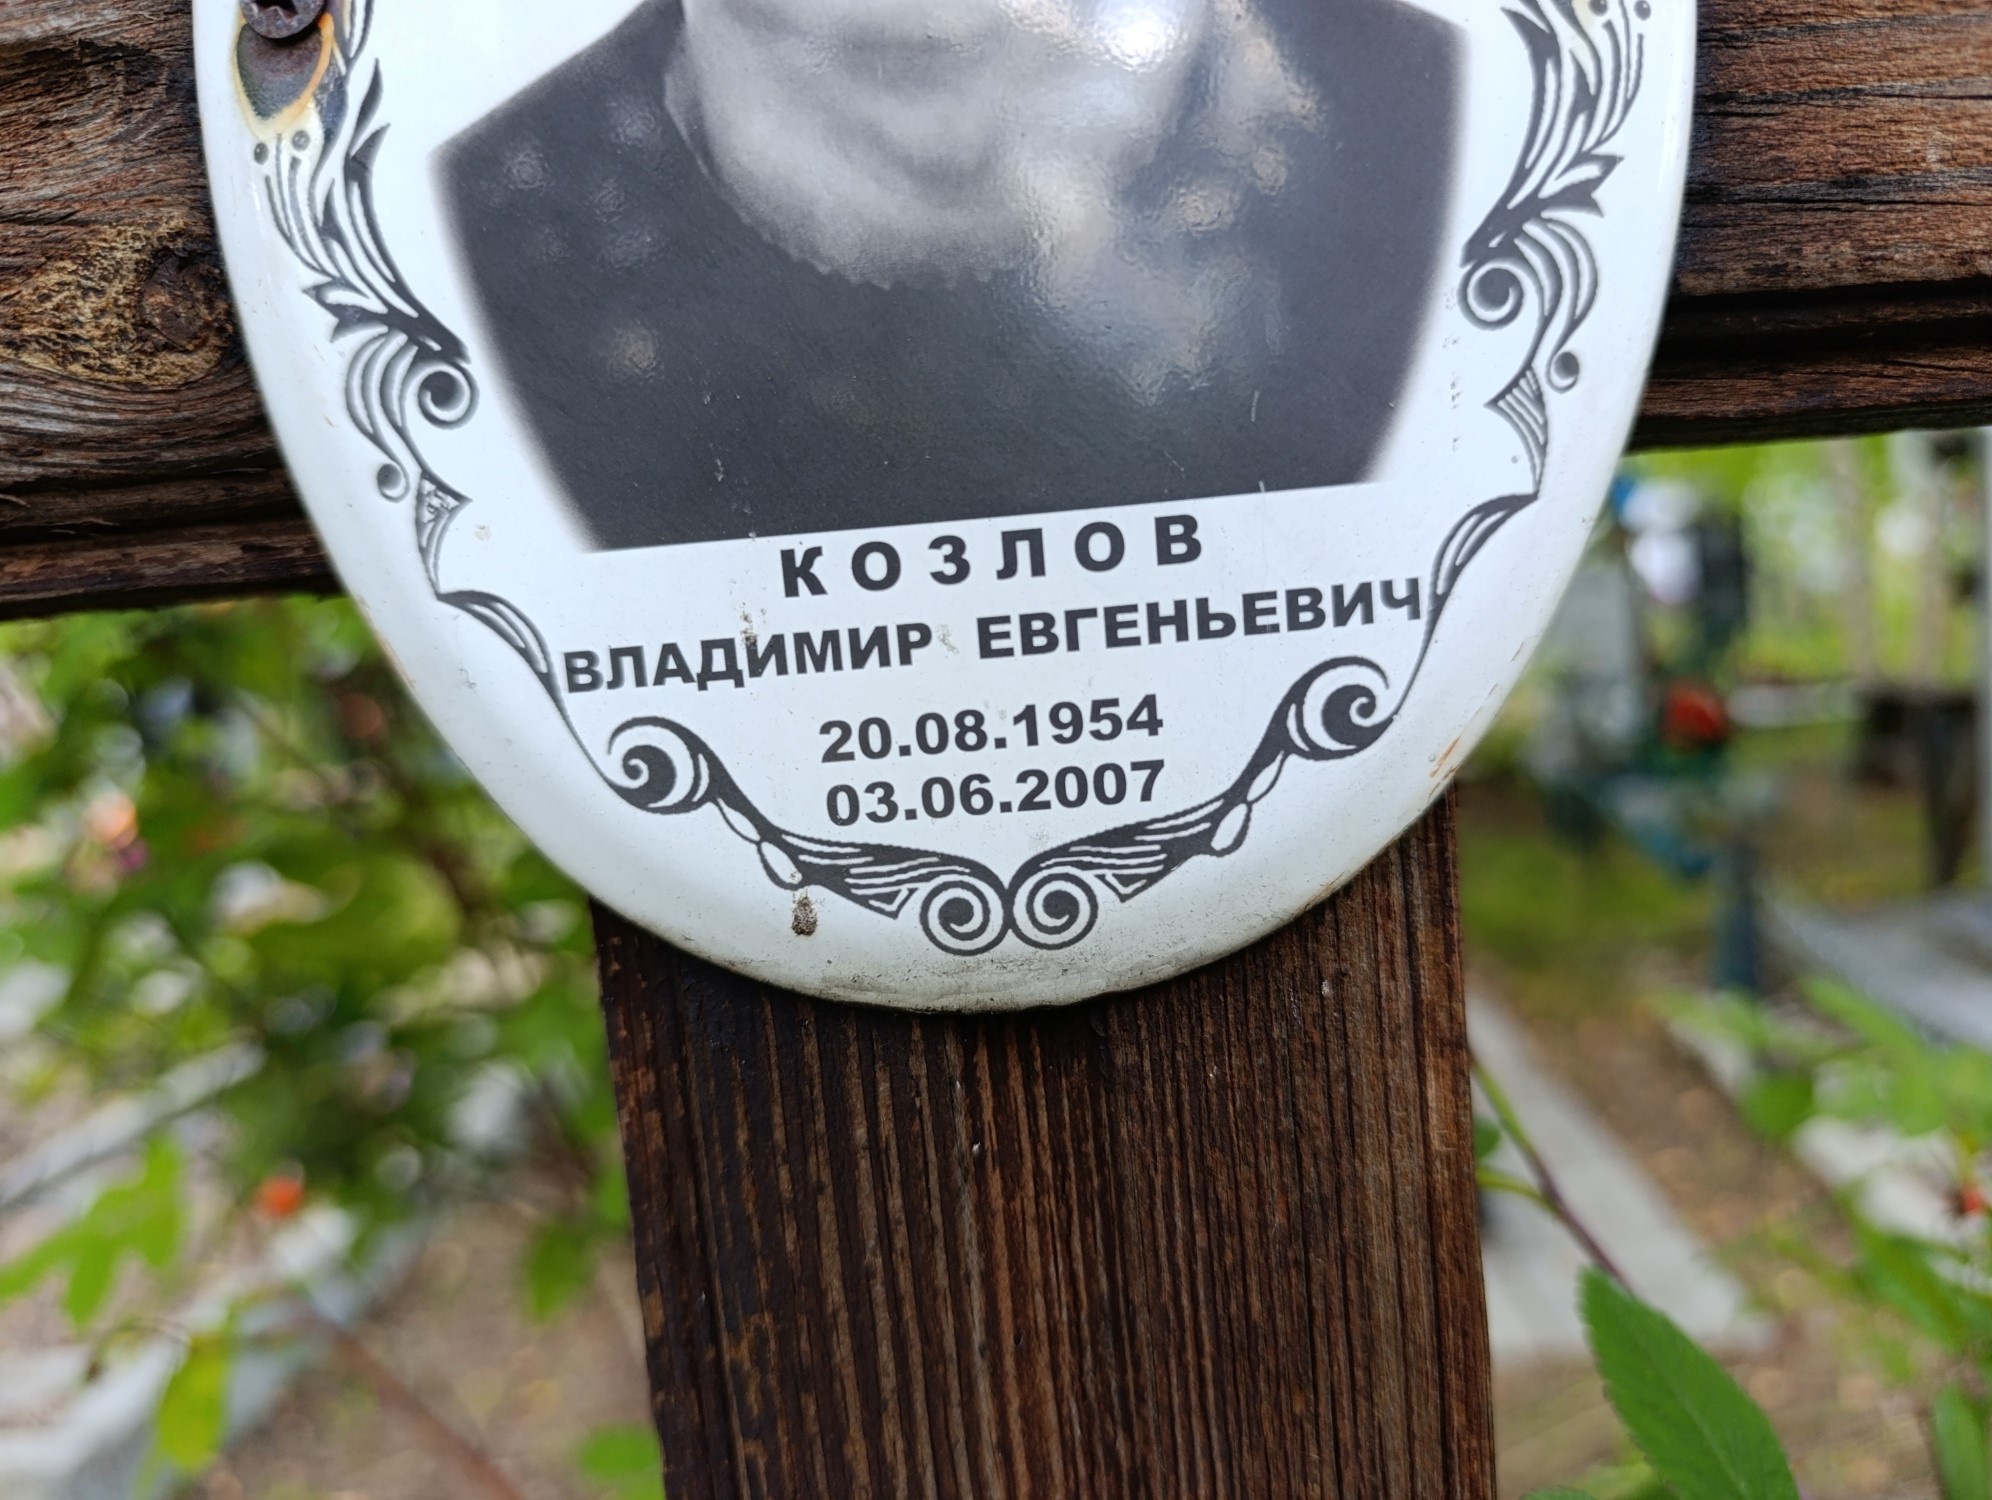 КОЗЛОВ
ВЛАДИМИР ЕВГЕНЬЕВИЧ
20.08.1954
03.06.2007